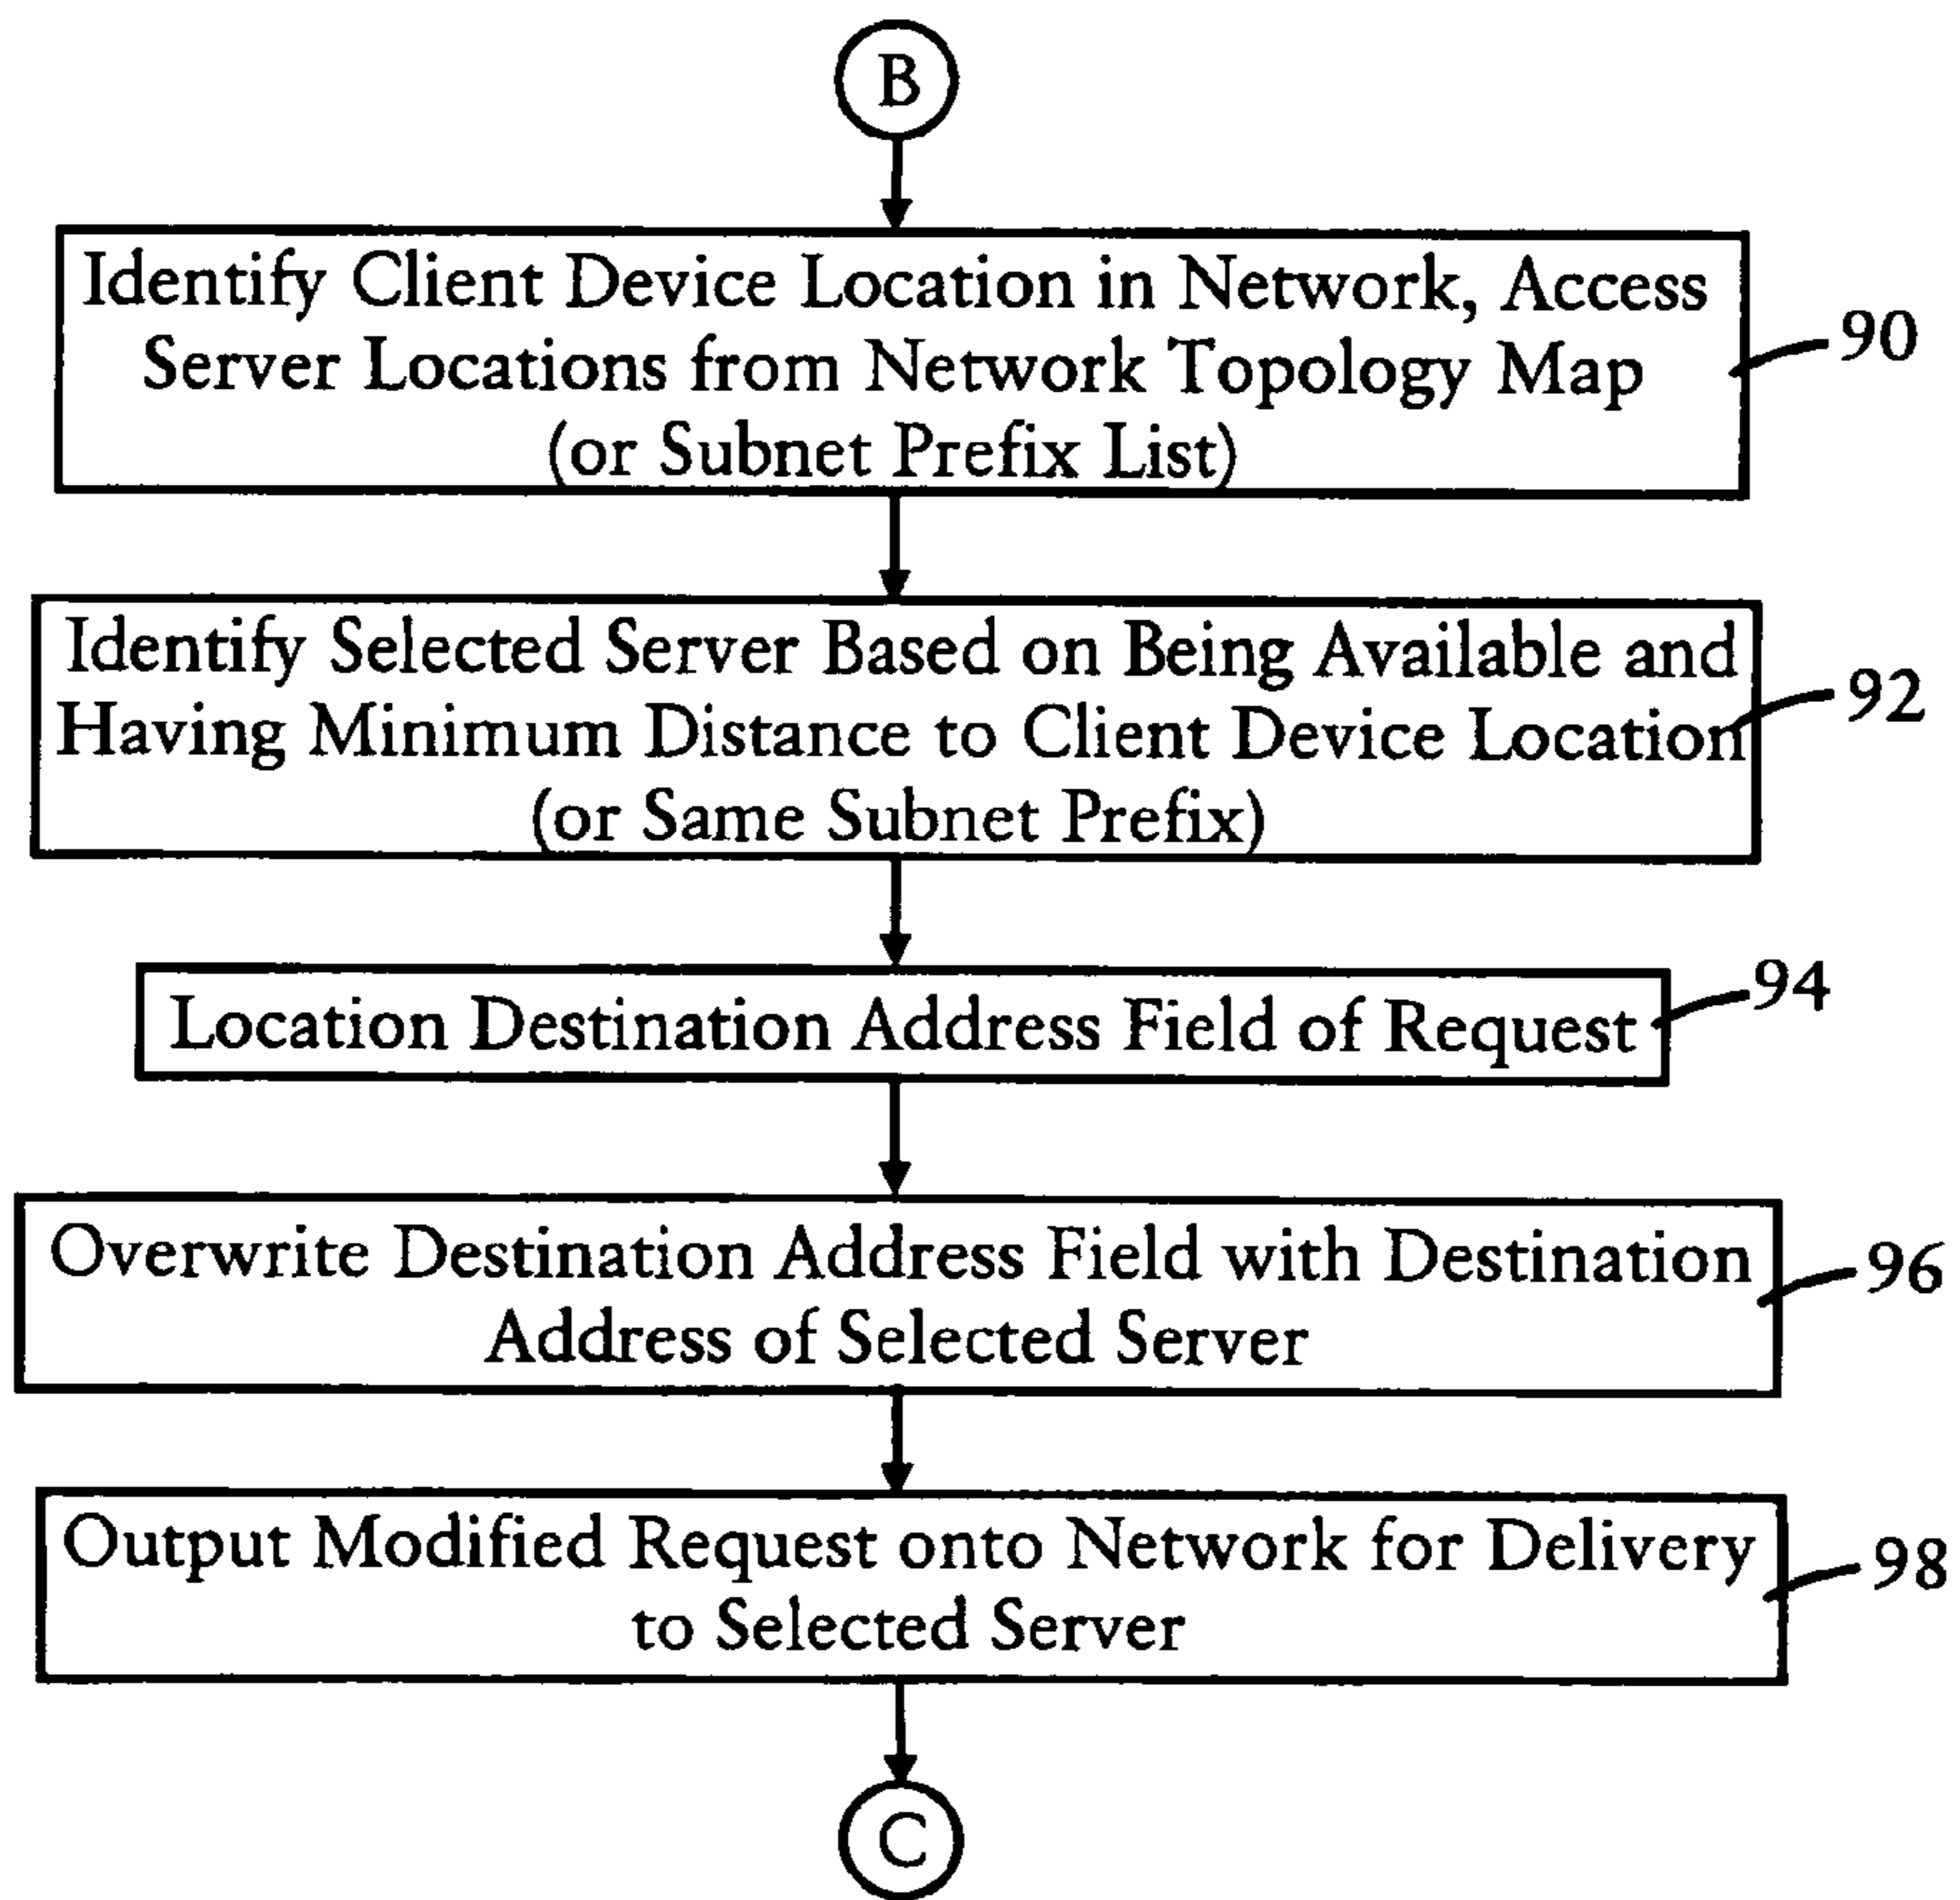 B
Identify Client Device Location in Network, Access
Server Locations from Network Topology Map
(or Subnet Prefix List)
90
Identify Selected Server Based on Being Available and
Having Minimum Distance to Client Device Location
(or Same Subnet Prefix)
92
Location Destination Address Field of Request
94
Overwrite Destination Address Field with Destination
Address of Selected Server
96
Output Modified Request onto Network for Delivery
to Selected Server
98
C